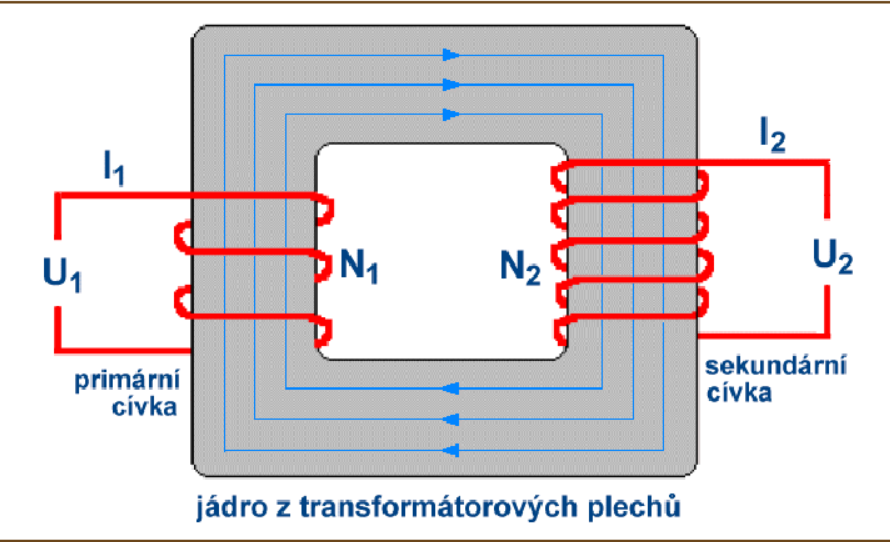 I₁
I₂
U₁
N₁
N₂
U₂
primární
cívka
sekundární
cívka
jádro z transformátorových plechů